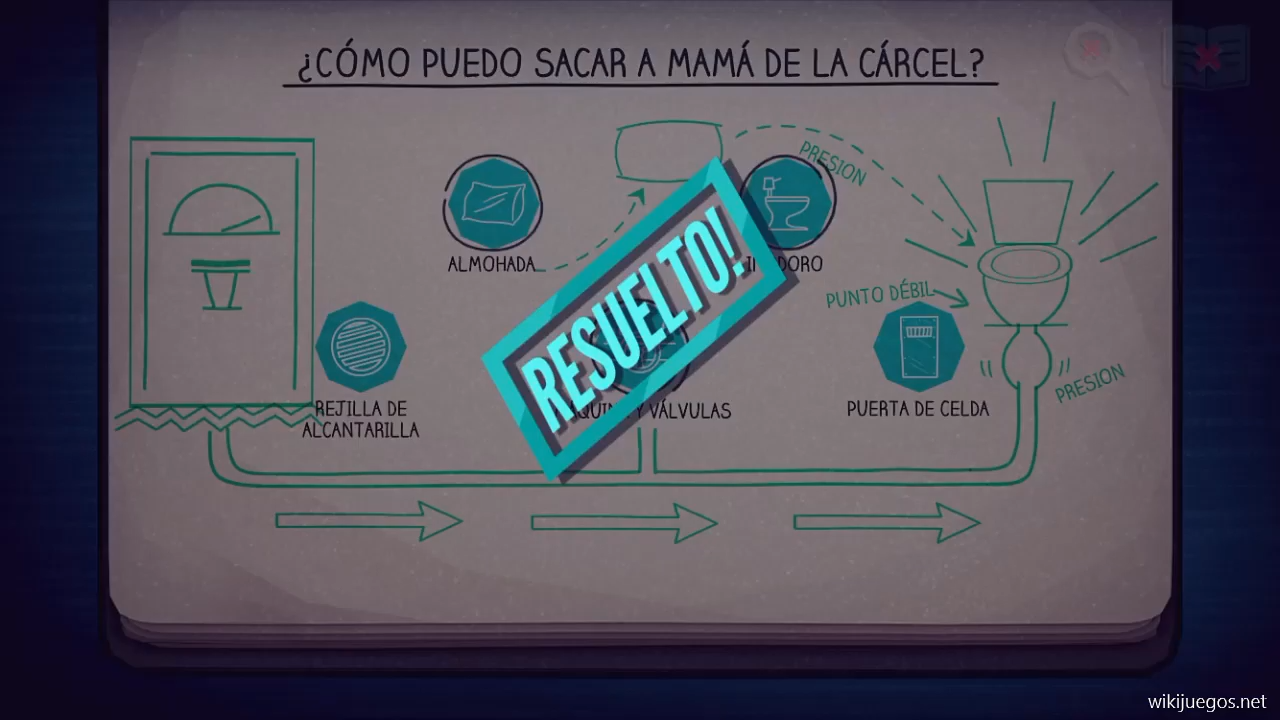 ¿CÓMO PUEDO SACAR A MAMÁ DE LA CÁRCEL?
PRESION
ALMOHADA
RESUELTO!
PUNTO DÉBIL
PRESION
REJILLA DE
ALCANTARILLA
Y VÁLVULAS
PUERTA DE CELDA
wikijuegos.net